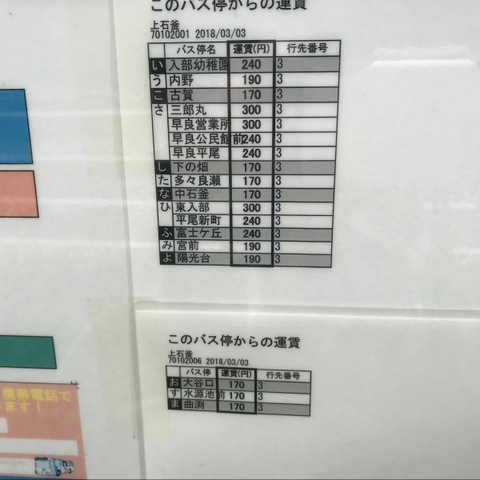 このバス停からの運賃
上石釜
70102001 2018/03/03
バス停名 運賃(円) 行先番号
い 入部幼稚園 240 3
う 内野 190 3
こ 古賀 170 3
さ 三郎丸 300 3
早良営業所 300 3
早良公民館前 240 3
早良平尾 240 3
し 下の畑 170 3
た 多々良瀬 170 3
な 中石釜 170 3
ひ 東入部 300 3
平尾新町 240 3
ふ 富士ケ丘 240 3
み 宮前 190 3
よ 陽光台 190 3
このバス停からの運賃
上石釜
70102006 2018/03/03
バス停 運賃(円) 行先番号
お 大谷口 170 3
す 水源池前 170 3
ま 曲渕 170 3
携帯電話で
ます！